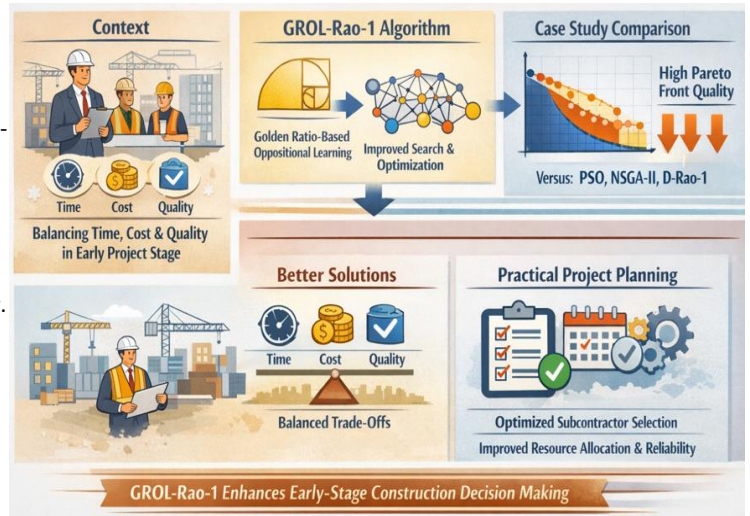 Context
Time Cost Quality
Balancing Time, Cost & Quality
in Early Project Stage
GROL-Rao-1 Algorithm
Golden Ratio-Based
Oppositional Learning
Improved Search &
Optimization
Case Study Comparison
High Pareto
Front Quality
Versus: PSO, NSGA-II, D-Rao-1
Better Solutions
Time Cost Quality
Balanced Trade-Offs
Practical Project Planning
Optimized Subcontractor Selection
Improved Resource Allocation & Reliability
GROL-Rao-1 Enhances Early-Stage Construction Decision Making